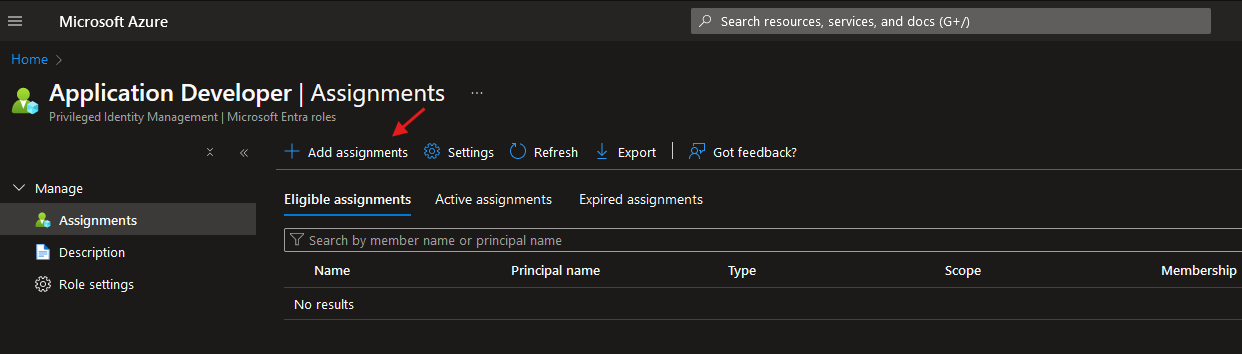 Microsoft Azure
Search resources, services, and docs (G+/)
Home
Application Developer | Assignments
Privileged Identity Management | Microsoft Entra roles
Add assignments Settings Refresh Export Got feedback?
Manage
Assignments
Description
Role settings
Eligible assignments Active assignments Expired assignments
Search by member name or principal name
Name Principal name Type Scope Membership
No results